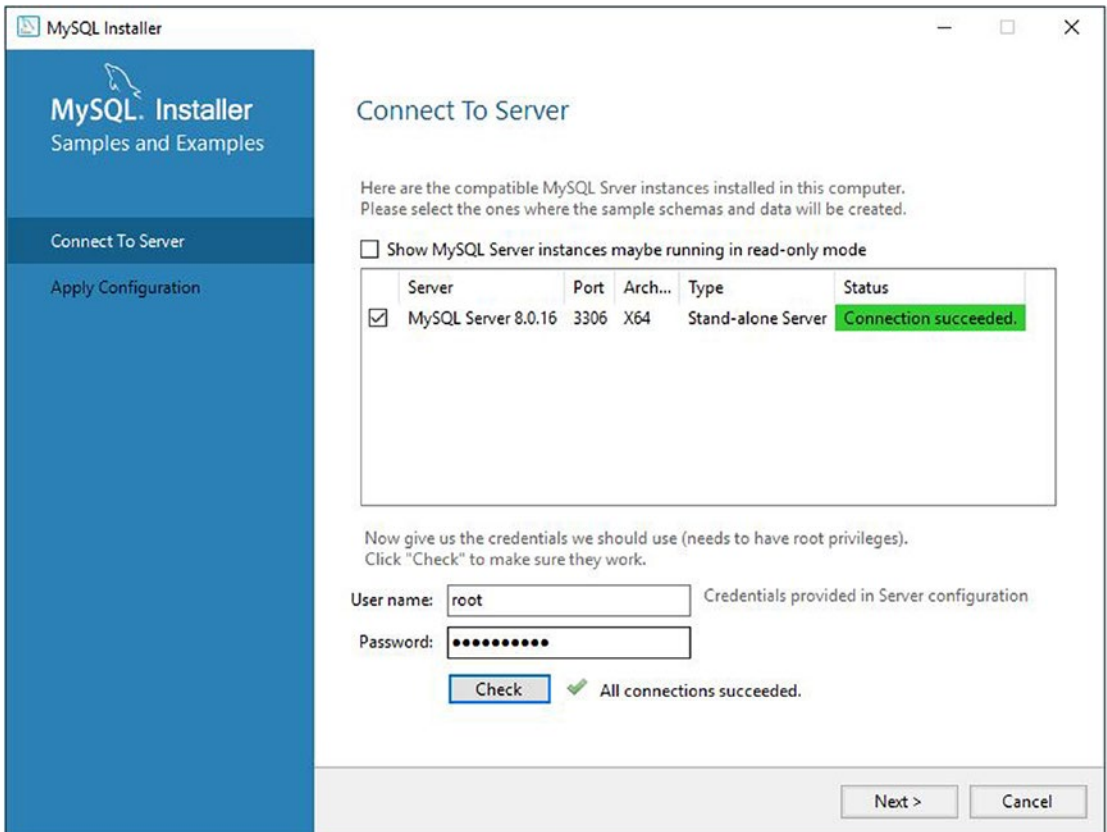 MySQL Installer
MySQL. Installer
Samples and Examples
Connect To Server
Apply Configuration
Connect To Server
Here are the compatible MySQL Srver instances installed in this computer.
Please select the ones where the sample schemas and data will be created.
Show MySQL Server instances maybe running in read-only mode
Server Port Arch... Type Status
MySQL Server 8.0.16 3306 X64 Stand-alone Server Connection succeeded.
Now give us the credentials we should use (needs to have root privileges).
Click "Check" to make sure they work.
User name: root Credentials provided in Server configuration
Password: ●●●●●●●●●●
Check All connections succeeded.
Next > Cancel